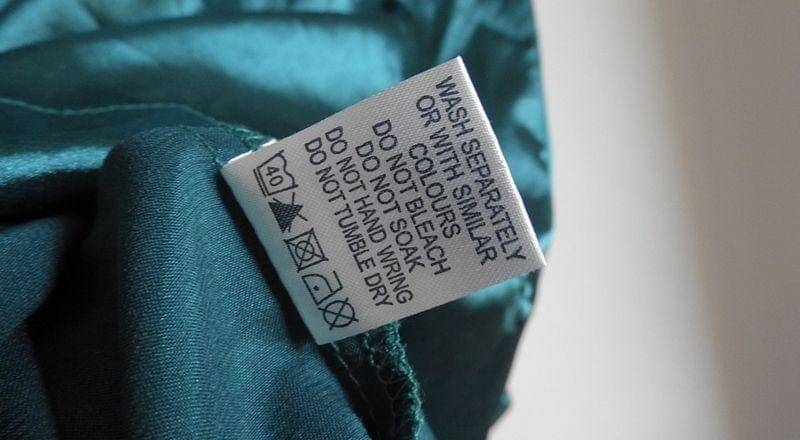 WASH SEPARATELY
OR WITH SIMILAR
COLOURS
DO NOT BLEACH
DO NOT SOAK
DO NOT HAND WRING
DO NOT TUMBLE DRY
40